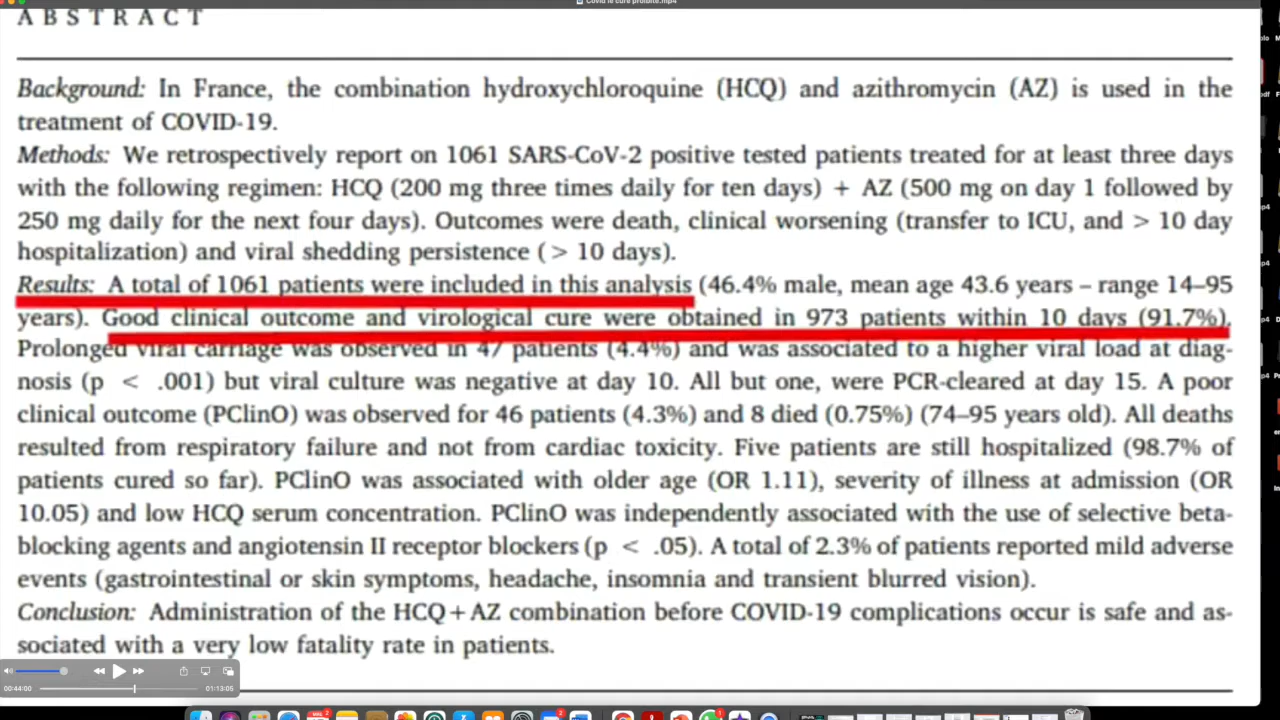 Covid le cure proibite.mp4
ABSTRACT
Background: In France, the combination hydroxychloroquine (HCQ) and azithromycin (AZ) is used in the
treatment of COVID-19.
Methods: We retrospectively report on 1061 SARS-CoV-2 positive tested patients treated for at least three days
with the following regimen: HCQ (200 mg three times daily for ten days) + AZ (500 mg on day 1 followed by
250 mg daily for the next four days). Outcomes were death, clinical worsening (transfer to ICU, and > 10 day
hospitalization) and viral shedding persistence ( > 10 days).
Results: A total of 1061 patients were included in this analysis (46.4% male, mean age 43.6 years – range 14–95
years). Good clinical outcome and virological cure were obtained in 973 patients within 10 days (91.7%).
Prolonged viral carriage was observed in 47 patients (4.4%) and was associated to a higher viral load at diag-
nosis (p < .001) but viral culture was negative at day 10. All but one, were PCR-cleared at day 15. A poor
clinical outcome (PClinO) was observed for 46 patients (4.3%) and 8 died (0.75%) (74–95 years old). All deaths
resulted from respiratory failure and not from cardiac toxicity. Five patients are still hospitalized (98.7% of
patients cured so far). PClinO was associated with older age (OR 1.11), severity of illness at admission (OR
10.05) and low HCQ serum concentration. PClinO was independently associated with the use of selective beta-
blocking agents and angiotensin II receptor blockers (p < .05). A total of 2.3% of patients reported mild adverse
events (gastrointestinal or skin symptoms, headache, insomnia and transient blurred vision).
Conclusion: Administration of the HCQ+AZ combination before COVID-19 complications occur is safe and as-
sociated with a very low fatality rate in patients.
00:44:00
01:13:05